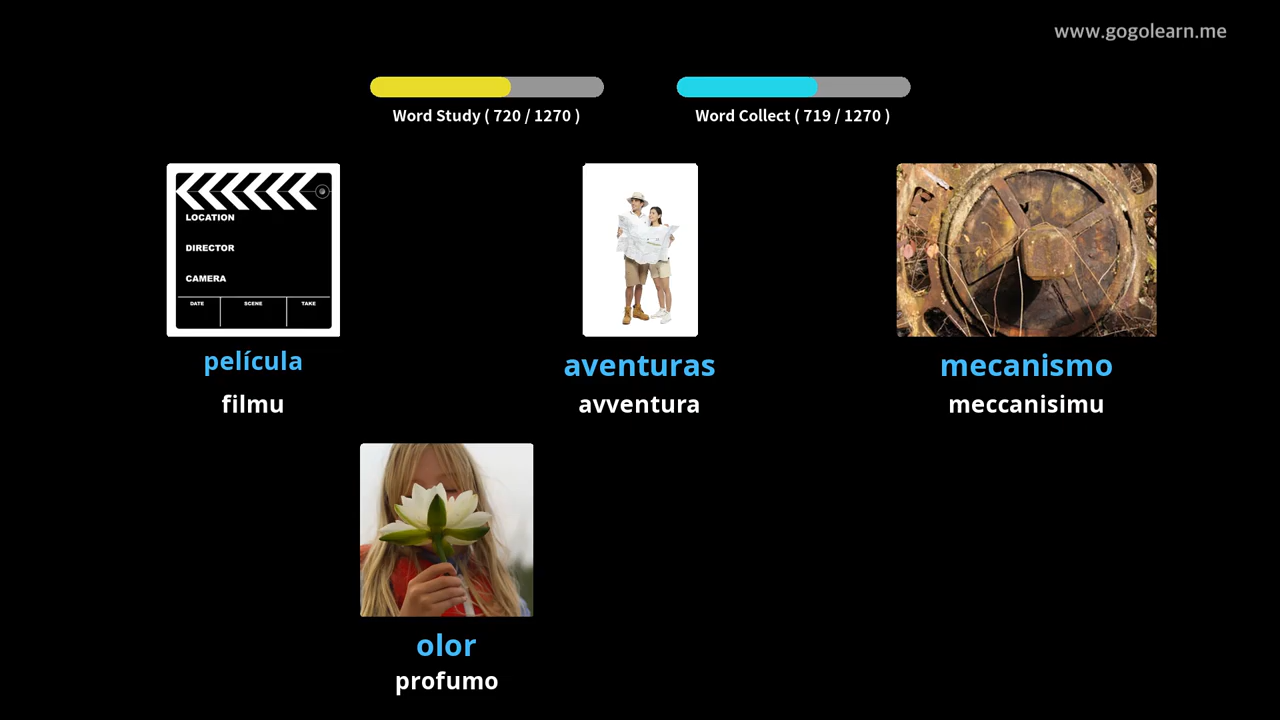 www.gogolearn.me
Word Study ( 720 / 1270 )
Word Collect ( 719 / 1270 )
LOCATION
DIRECTOR
CAMERA
DATE SCENE TAKE
película
filmu
aventuras
avventura
mecanismo
meccanisimu
olor
profumo